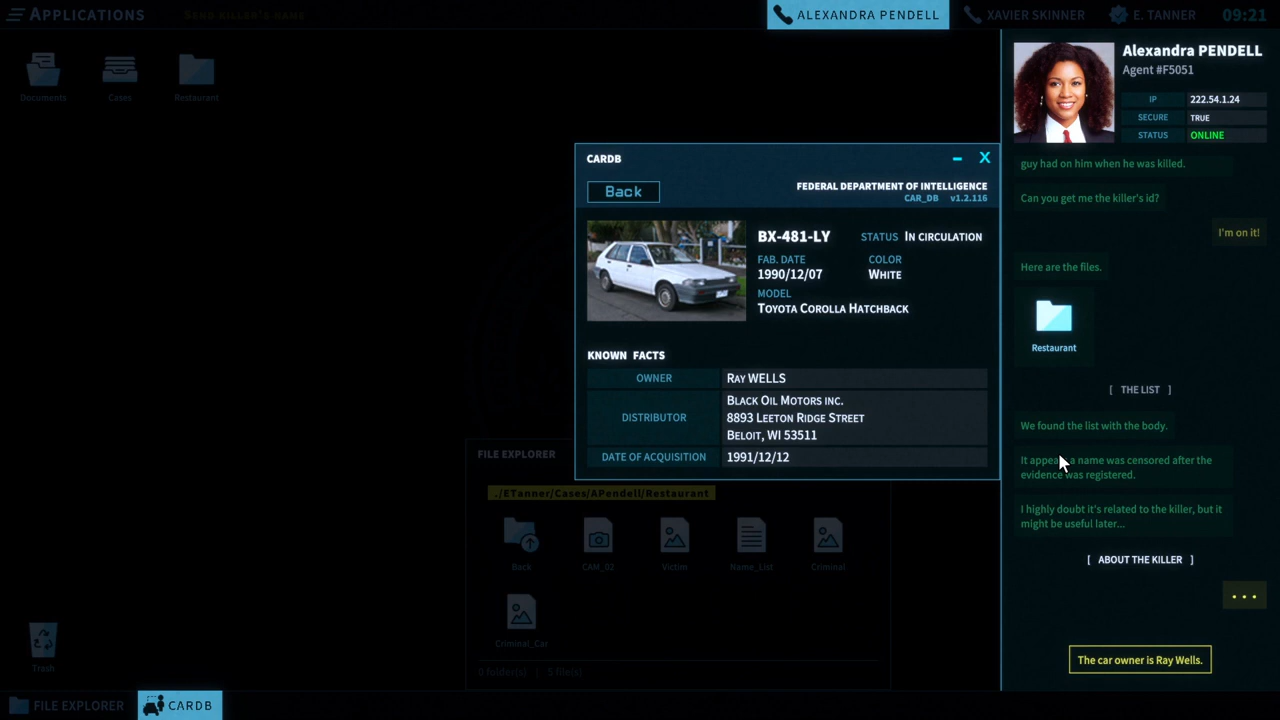 APPLICATIONS
SEND KILLER'S NAME
ALEXANDRA PENDELL
XAVIER SKINNER
E. TANNER
09:21
Documents
Cases
Restaurant
Alexandra PENDELL
Agent #F5051
IP
222.54.1.24
SECURE
TRUE
STATUS
ONLINE
guy had on him when he was killed.
Can you get me the killer's id?
I'm on it!
Here are the files.
Restaurant
[ THE LIST ]
We found the list with the body.
It appears a name was censored after the
evidence was registered.
I highly doubt it's related to the killer, but it
might be useful later...
[ ABOUT THE KILLER ]
...
The car owner is Ray Wells.
CARDB
X
Back
FEDERAL DEPARTMENT OF INTELLIGENCE
CAR_DB v1.2.116
BX-481-LY
STATUS IN CIRCULATION
FAB. DATE
COLOR
1990/12/07
WHITE
MODEL
TOYOTA COROLLA HATCHBACK
KNOWN FACTS
OWNER
RAY WELLS
DISTRIBUTOR
BLACK OIL MOTORS INC.
8893 LEETON RIDGE STREET
BELOIT, WI 53511
DATE OF ACQUISITION
1991/12/12
FILE EXPLORER
./ETanner/Cases/APendell/Restaurant
Back
CAM_02
Victim
Name_List
Criminal
Criminal_Car
0 folder(s) | 5 file(s)
Trash
FILE EXPLORER
CARDB